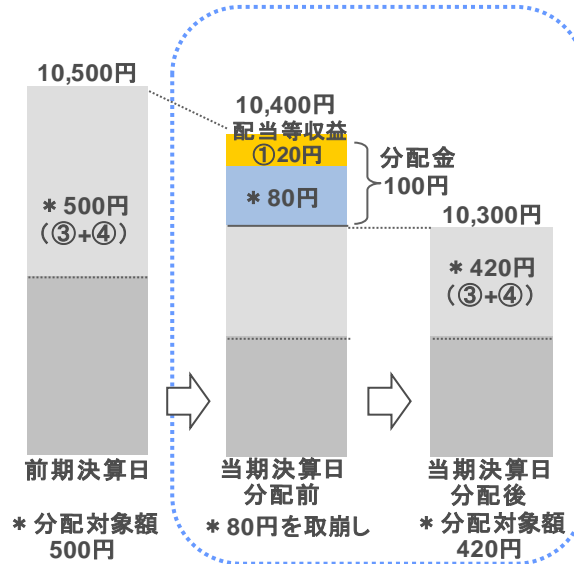 10,500円
10,400円
配当等収益
①20円
分配金
100円
10,300円
＊500円
（③+④）
＊80円
＊420円
（③+④）
前期決算日
当期決算日
分配前
当期決算日
分配後
＊分配対象額
500円
＊80円を取崩し
＊分配対象額
420円